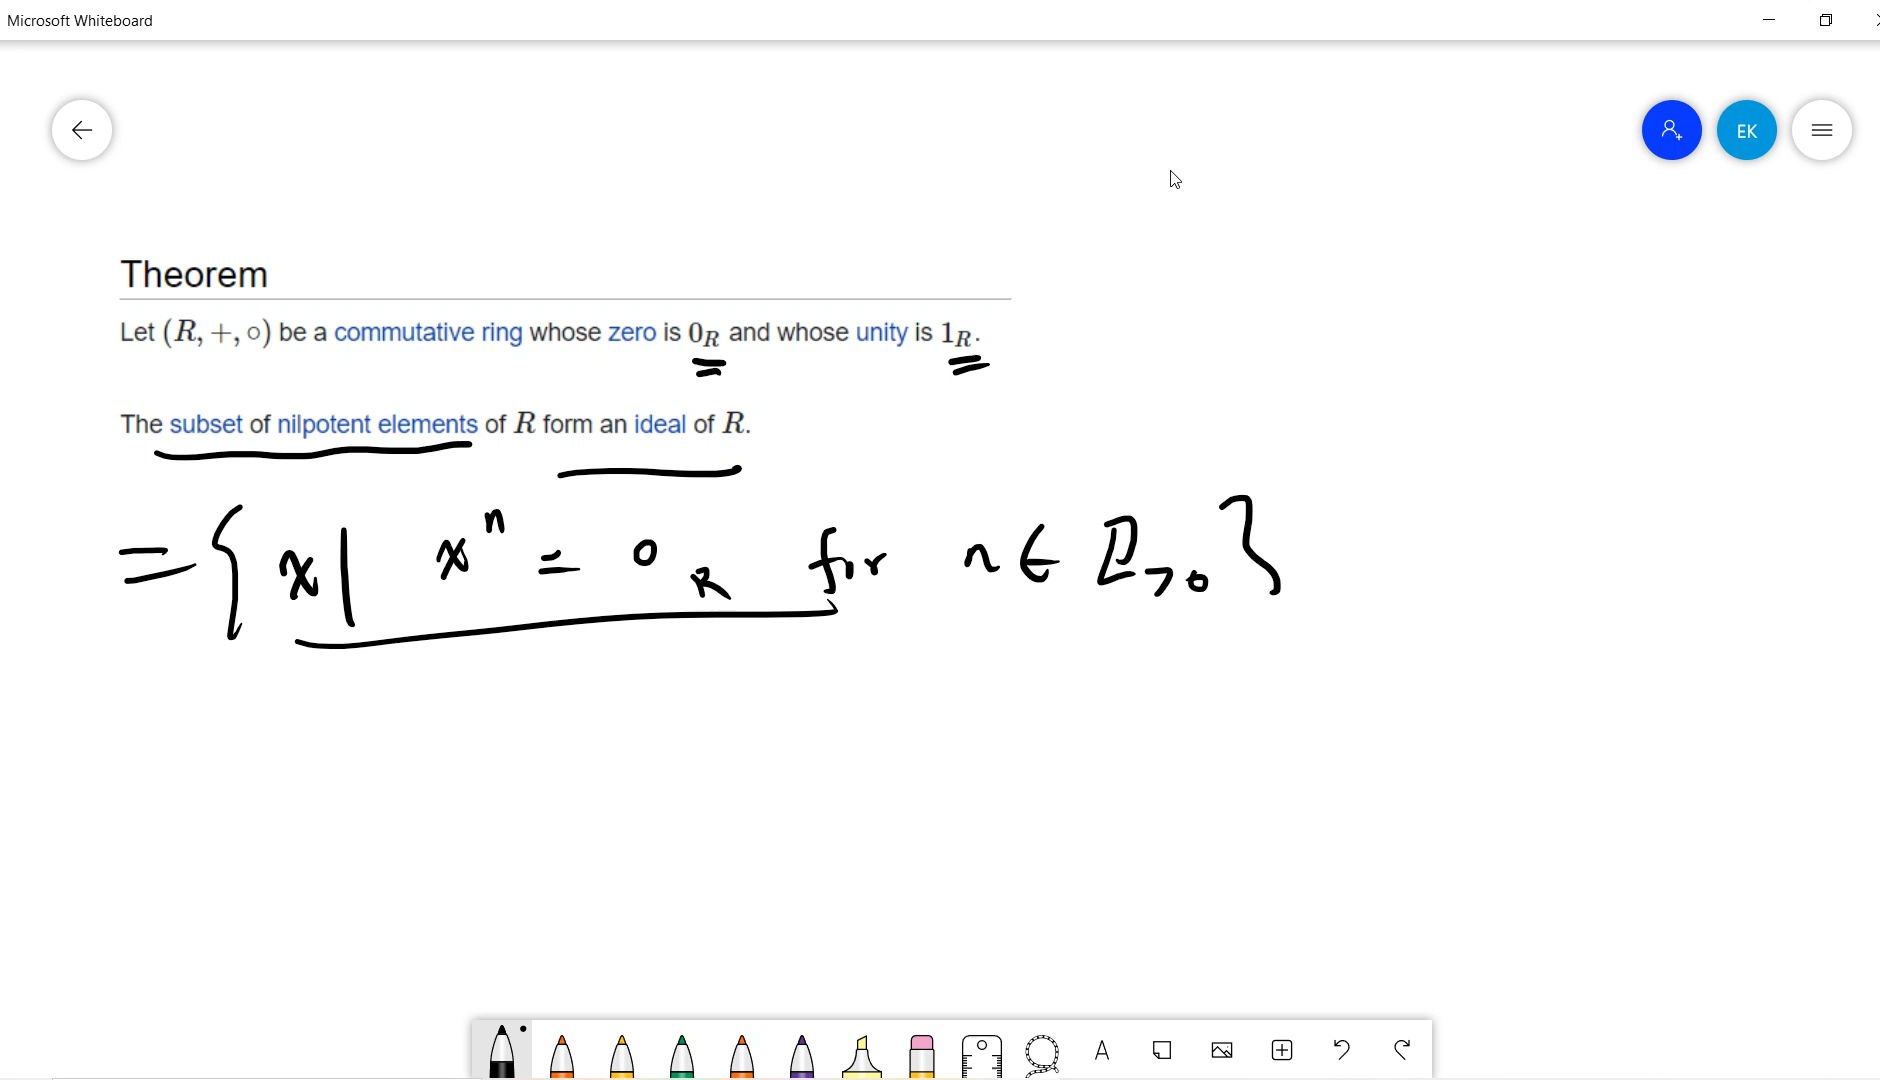 Microsoft Whiteboard
EK
Theorem
Let (R, +, ∘) be a commutative ring whose zero is 0_R and whose unity is 1_R.
The subset of nilpotent elements of R form an ideal of R.
= { x | x^n = 0_R for n ∈ ℤ_>0 }
A